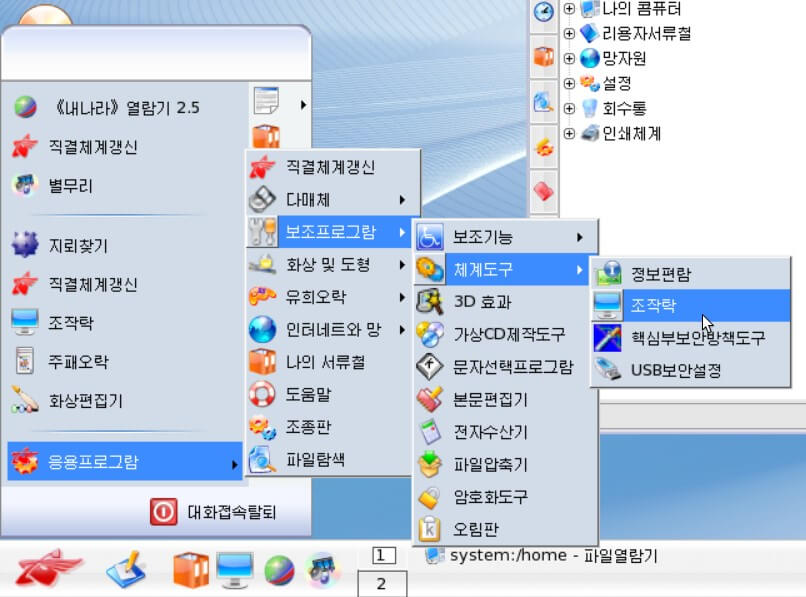 《내나라》 열람기 2.5
직결체계갱신
별무리
지뢰찾기
직결체계갱신
조작탁
주패오락
화상편집기
응용프로그람
대화접속탈퇴
직결체계갱신
다매체
보조프로그람
화상 및 도형
유희오락
인터네트와 망
나의 서류철
도움말
조종판
파일탐색
보조기능
체계도구
3D 효과
가상CD제작도구
문자선택프로그람
본문편집기
전자수산기
파일압축기
암호화도구
오림판
정보편람
조작탁
핵심부보안방책도구
USB보안설정
나의 콤퓨터
리용자서류철
망자원
설정
회수통
인쇄체계
1
2
system:/home - 파일열람기